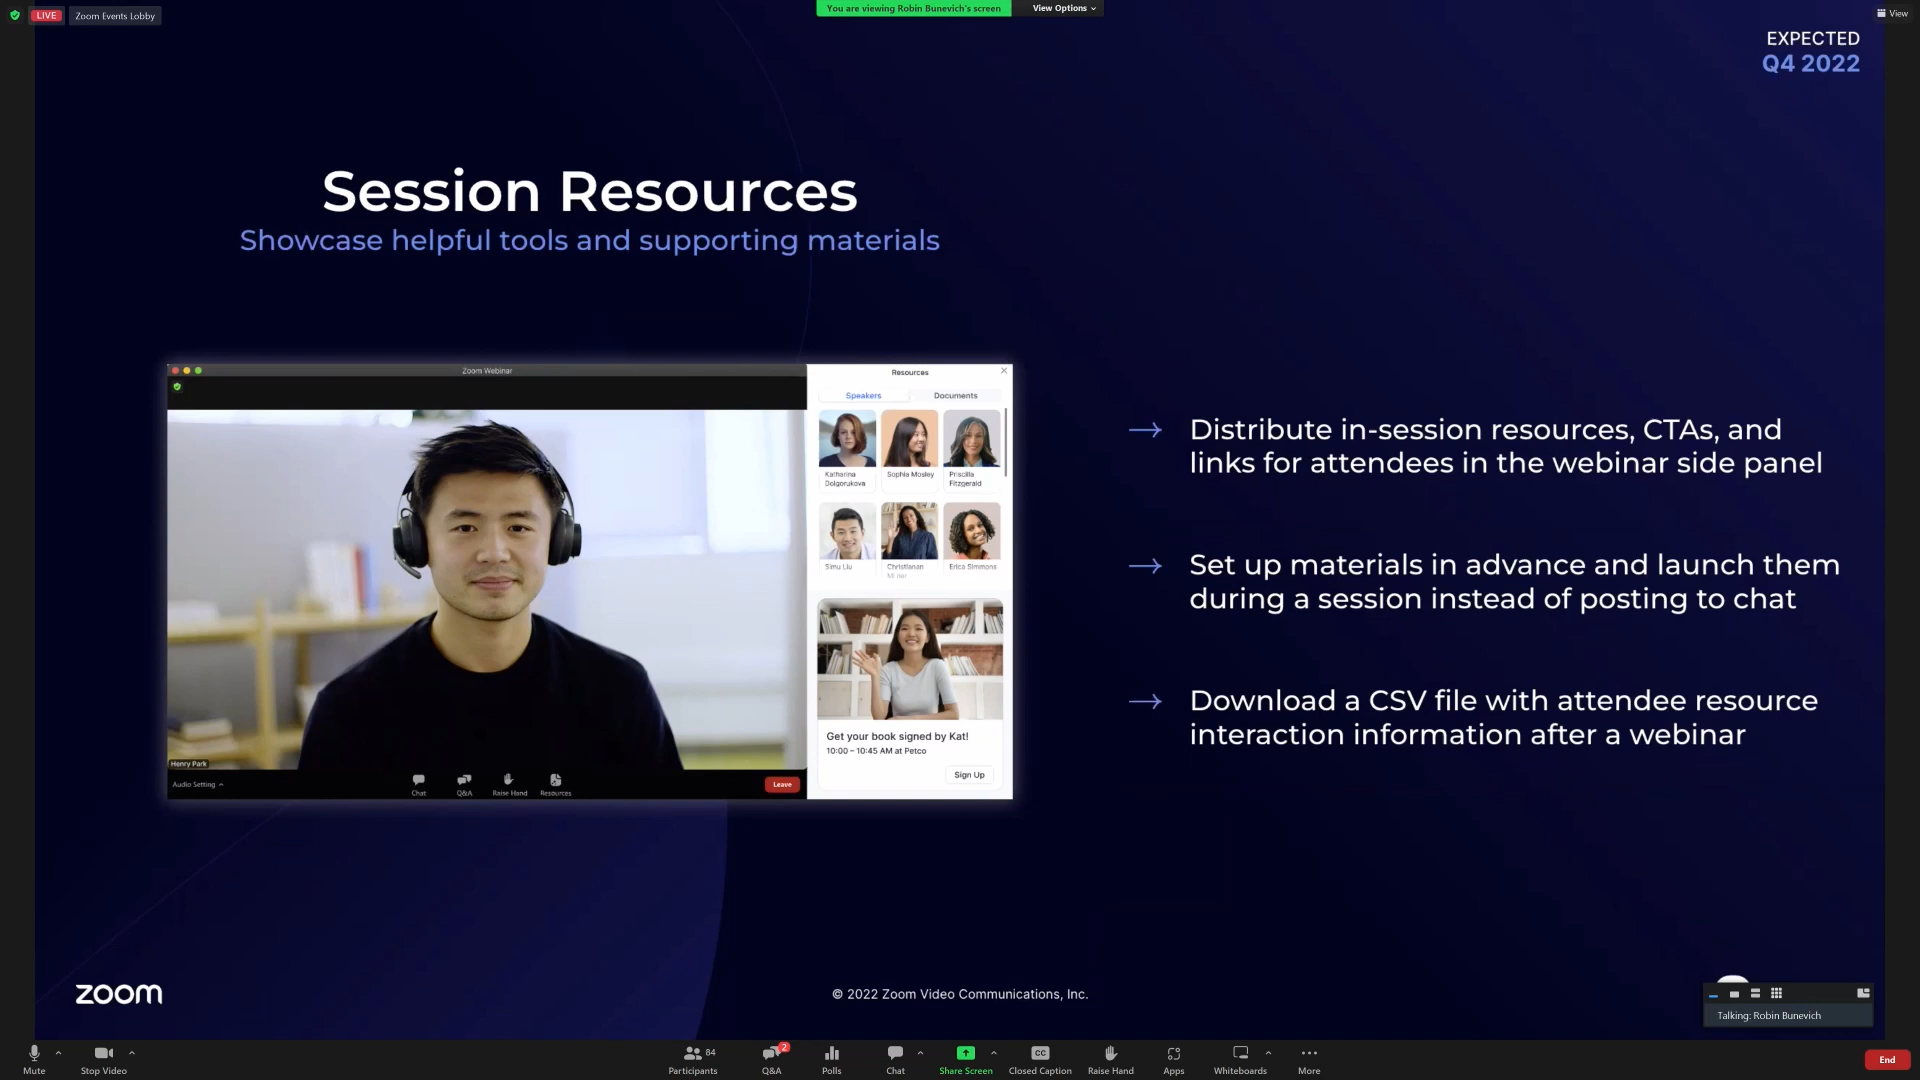 LIVE
Zoom Events Lobby
You are viewing Robin Bunevich's screen
View Options
View
EXPECTED
Q4 2022
Session Resources
Showcase helpful tools and supporting materials
Zoom Webinar
Resources
Speakers
Documents
Katharina
Dolgorukova
Sophia Mosley
Priscilla
Fitzgerald
Simu Liu
Christianan
Erica Simmons
Get your book signed by Kat!
10:00 – 10:45 AM at Petco
Sign Up
Henry Park
Audio Setting
Chat
Q&A
Raise Hand
Resources
Leave
Distribute in-session resources, CTAs, and
links for attendees in the webinar side panel
Set up materials in advance and launch them
during a session instead of posting to chat
Download a CSV file with attendee resource
interaction information after a webinar
zoom
© 2022 Zoom Video Communications, Inc.
Talking: Robin Bunevich
Mute
Stop Video
84
Participants
2
Q&A
Polls
Chat
Share Screen
CC
Closed Caption
Raise Hand
Apps
Whiteboards
More
End